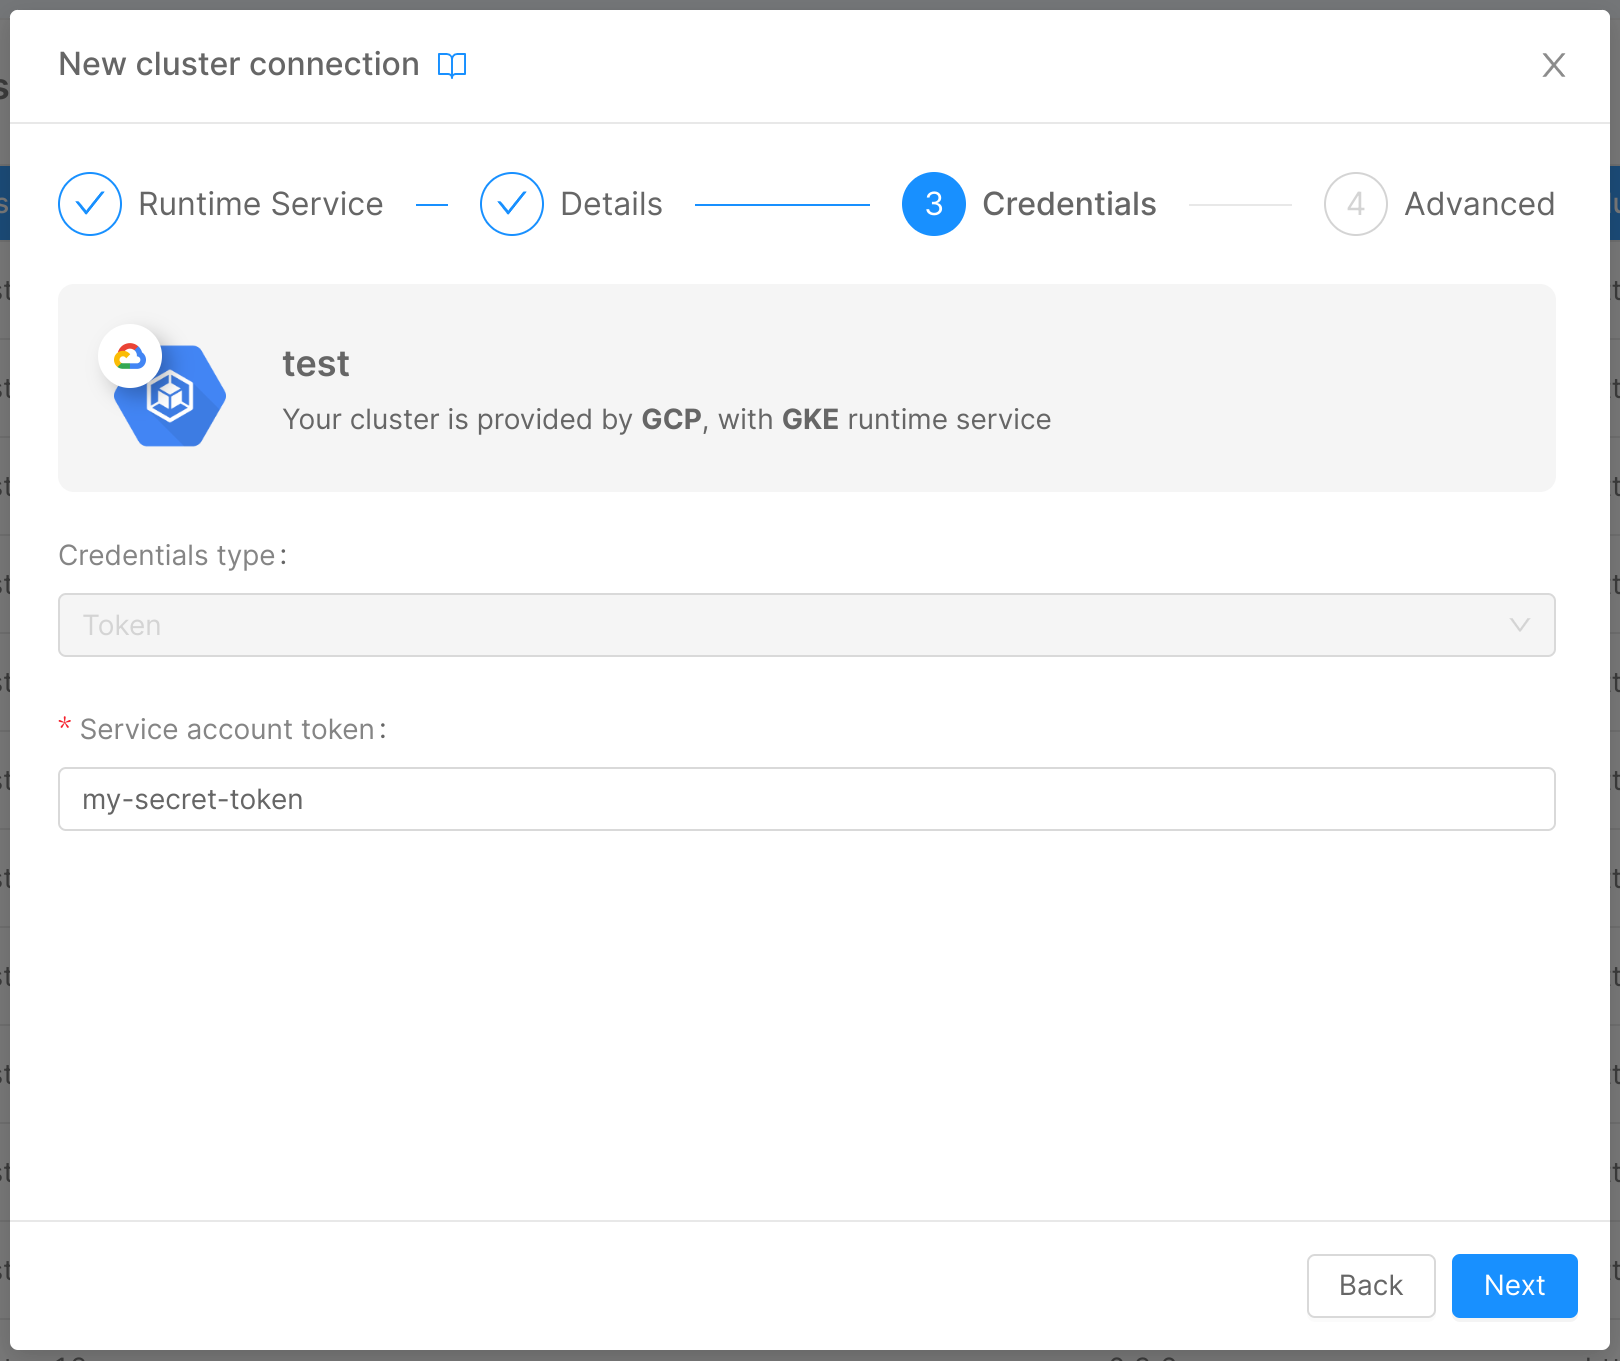 New cluster connection
Runtime Service
Details
3 Credentials
4 Advanced
test
Your cluster is provided by GCP, with GKE runtime service
Credentials type:
Token
* Service account token:
my-secret-token
Back
Next